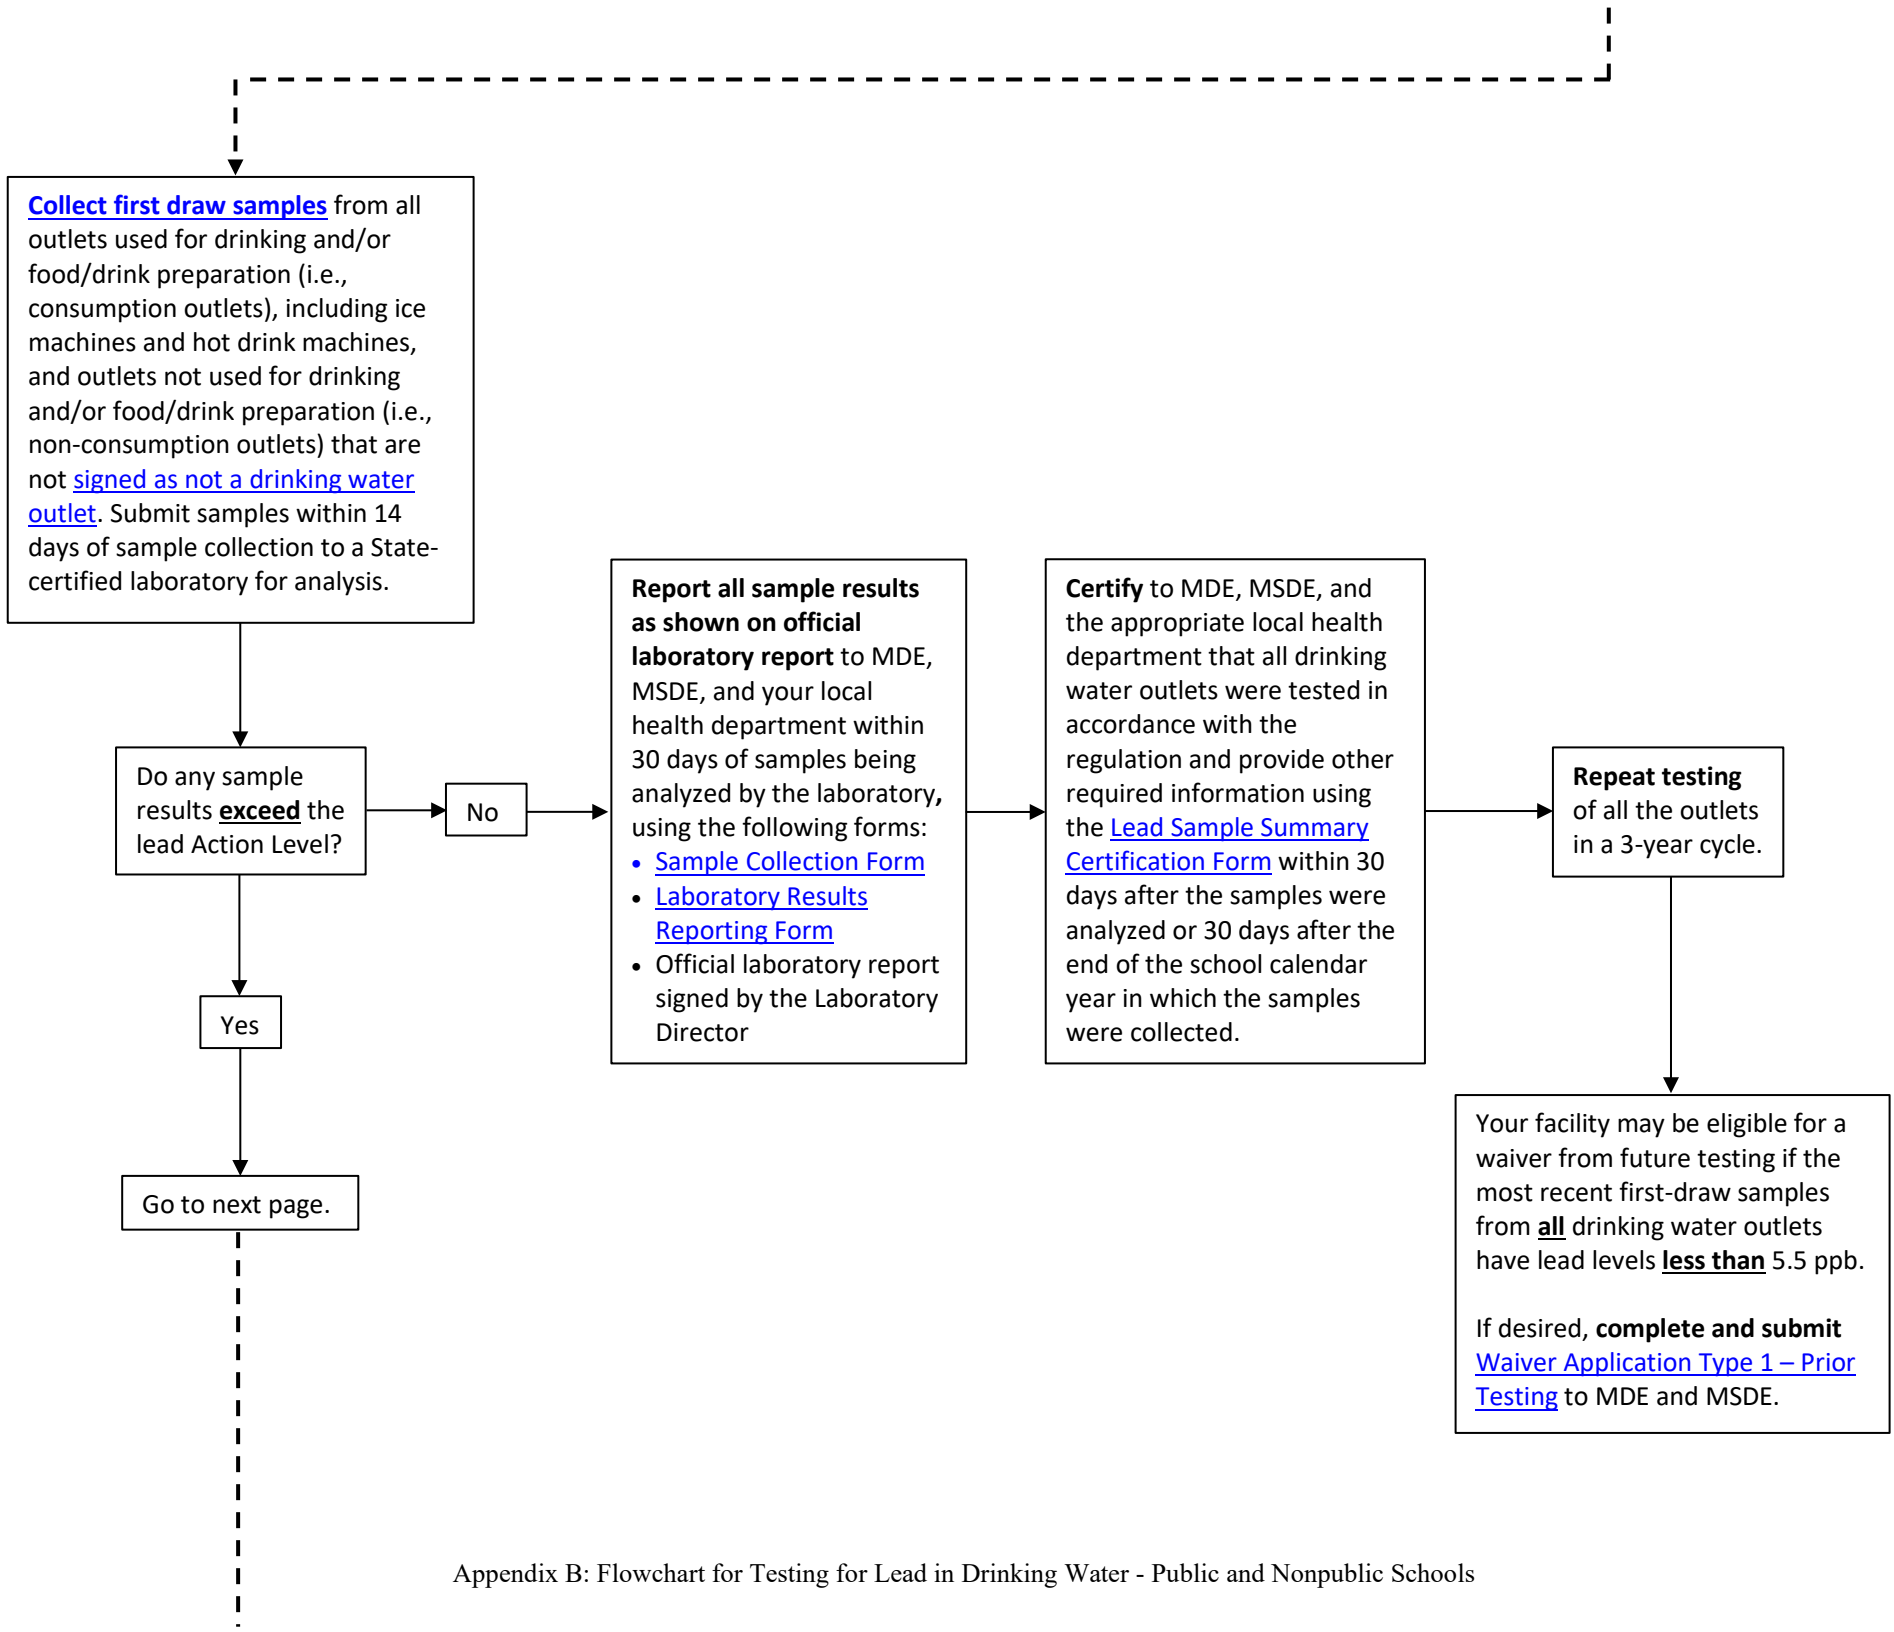 Collect first draw samples from all
outlets used for drinking and/or
food/drink preparation (i.e.,
consumption outlets), including ice
machines and hot drink machines,
and outlets not used for drinking
and/or food/drink preparation (i.e.,
non-consumption outlets) that are
not signed as not a drinking water
outlet. Submit samples within 14
days of sample collection to a State-
certified laboratory for analysis.
Do any sample
results exceed the
lead Action Level?
No
Yes
Go to next page.
Report all sample results
as shown on official
laboratory report to MDE,
MSDE, and your local
health department within
30 days of samples being
analyzed by the laboratory,
using the following forms:
• Sample Collection Form
• Laboratory Results
Reporting Form
• Official laboratory report
signed by the Laboratory
Director
Certify to MDE, MSDE, and
the appropriate local health
department that all drinking
water outlets were tested in
accordance with the
regulation and provide other
required information using
the Lead Sample Summary
Certification Form within 30
days after the samples were
analyzed or 30 days after the
end of the school calendar
year in which the samples
were collected.
Repeat testing
of all the outlets
in a 3-year cycle.
Your facility may be eligible for a
waiver from future testing if the
most recent first-draw samples
from all drinking water outlets
have lead levels less than 5.5 ppb.
If desired, complete and submit
Waiver Application Type 1 – Prior
Testing to MDE and MSDE.
Appendix B: Flowchart for Testing for Lead in Drinking Water - Public and Nonpublic Schools